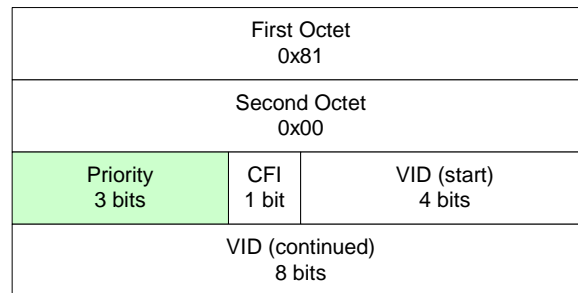 First Octet
0x81
Second Octet
0x00
Priority
3 bits
CFI
1 bit
VID (start)
4 bits
VID (continued)
8 bits